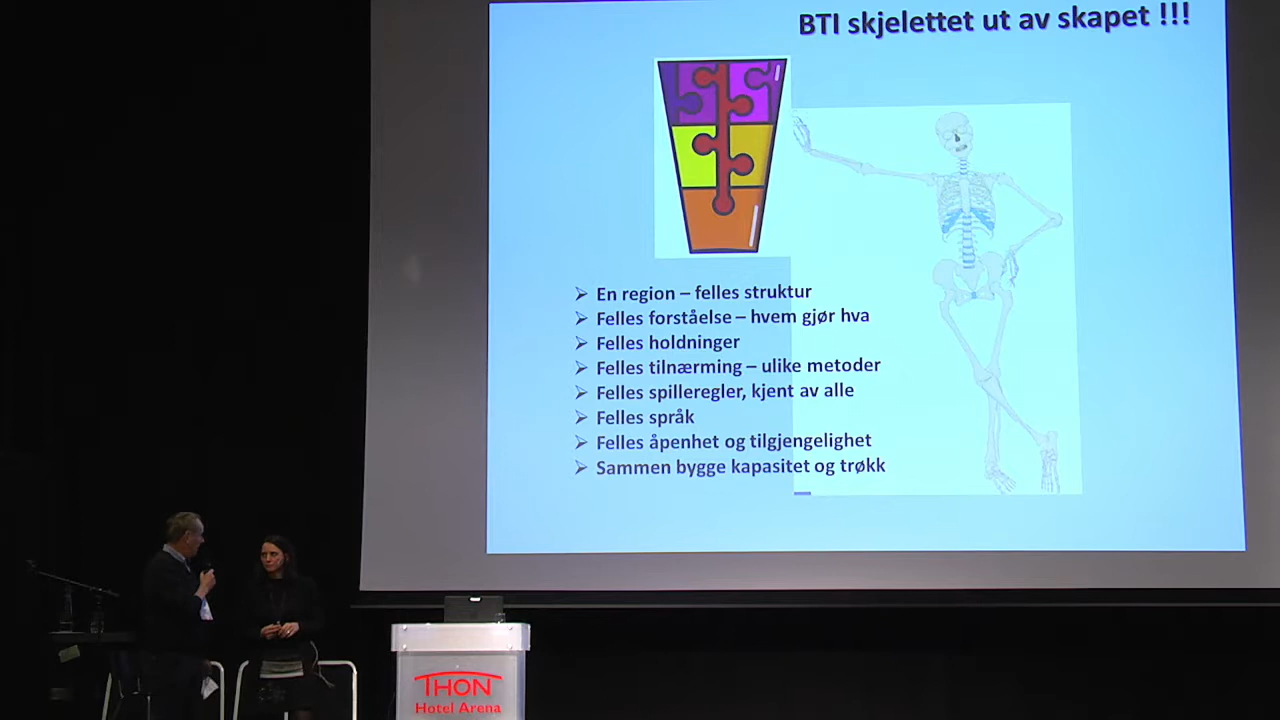 BTI skjelettet ut av skapet !!!
➢ En region – felles struktur
➢ Felles forståelse – hvem gjør hva
➢ Felles holdninger
➢ Felles tilnærming – ulike metoder
➢ Felles spilleregler, kjent av alle
➢ Felles språk
➢ Felles åpenhet og tilgjengelighet
➢ Sammen bygge kapasitet og trøkk
THON
Hotel Arena